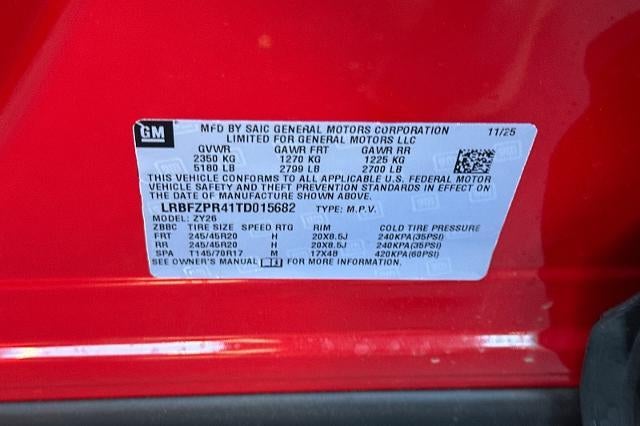 GM
MFD BY SAIC GENERAL MOTORS CORPORATION 11/25
LIMITED FOR GENERAL MOTORS LLC
GVWR GAWR FRT GAWR RR
2350 KG 1270 KG 1225 KG
5180 LB 2799 LB 2700 LB
THIS VEHICLE CONFORMS TO ALL APPLICABLE U.S. FEDERAL MOTOR
VEHICLE SAFETY AND THEFT PREVENTION STANDARDS IN EFFECT ON
THE DATE OF MANUFACTURE SHOWN ABOVE.
LRBFZPR41TD015682 TYPE: M.P.V.
MODEL: ZY26
ZBBC TIRE SIZE SPEED RTG RIM COLD TIRE PRESSURE
FRT 245/45R20 H 20X8.5J 240KPA(35PSI)
RR 245/45R20 H 20X8.5J 240KPA(35PSI)
SPA T145/70R17 M 17X4B 420KPA(60PSI)
SEE OWNER'S MANUAL FOR MORE INFORMATION.